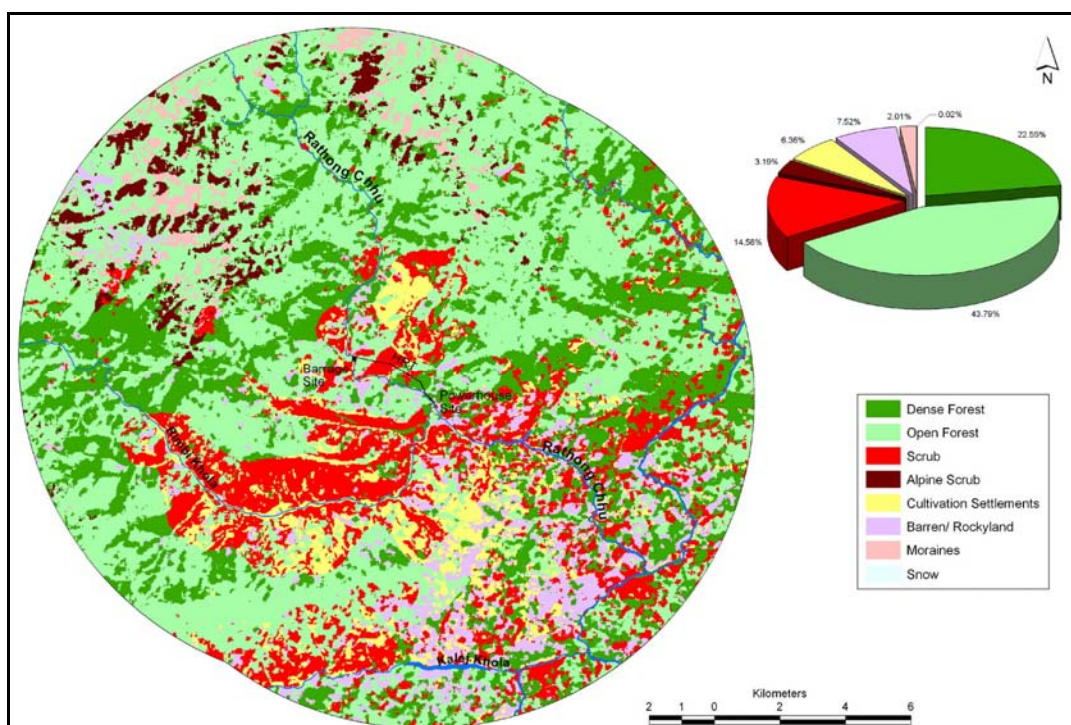 N
22.59%
43.79%
14.56%
3.19%
6.36%
7.52%
2.01%
0.02%
Rathong Chhu
Barrage
Site
HRT
Powerhouse
Site
Rathong Chhu
Rimbi Khola
Kalej Khola
Dense Forest
Open Forest
Scrub
Alpine Scrub
Cultivation Settlements
Barren/ Rockyland
Moraines
Snow
Kilometers
2 0 2 4 6